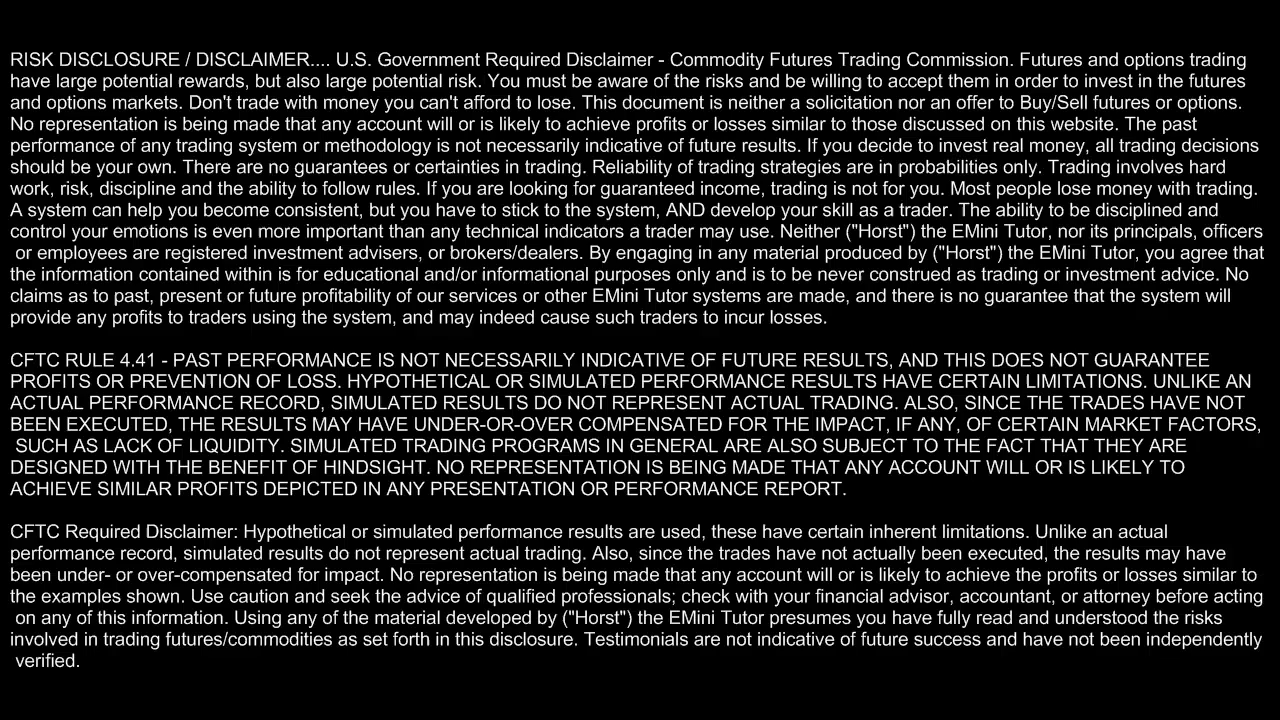 RISK DISCLOSURE / DISCLAIMER.... U.S. Government Required Disclaimer - Commodity Futures Trading Commission. Futures and options trading
have large potential rewards, but also large potential risk. You must be aware of the risks and be willing to accept them in order to invest in the futures
and options markets. Don't trade with money you can't afford to lose. This document is neither a solicitation nor an offer to Buy/Sell futures or options.
No representation is being made that any account will or is likely to achieve profits or losses similar to those discussed on this website. The past
performance of any trading system or methodology is not necessarily indicative of future results. If you decide to invest real money, all trading decisions
should be your own. There are no guarantees or certainties in trading. Reliability of trading strategies are in probabilities only. Trading involves hard
work, risk, discipline and the ability to follow rules. If you are looking for guaranteed income, trading is not for you. Most people lose money with trading.
A system can help you become consistent, but you have to stick to the system, AND develop your skill as a trader. The ability to be disciplined and
control your emotions is even more important than any technical indicators a trader may use. Neither ("Horst") the EMini Tutor, nor its principals, officers
or employees are registered investment advisers, or brokers/dealers. By engaging in any material produced by ("Horst") the EMini Tutor, you agree that
the information contained within is for educational and/or informational purposes only and is to be never construed as trading or investment advice. No
claims as to past, present or future profitability of our services or other EMini Tutor systems are made, and there is no guarantee that the system will
provide any profits to traders using the system, and may indeed cause such traders to incur losses.
CFTC RULE 4.41 - PAST PERFORMANCE IS NOT NECESSARILY INDICATIVE OF FUTURE RESULTS, AND THIS DOES NOT GUARANTEE
PROFITS OR PREVENTION OF LOSS. HYPOTHETICAL OR SIMULATED PERFORMANCE RESULTS HAVE CERTAIN LIMITATIONS. UNLIKE AN
ACTUAL PERFORMANCE RECORD, SIMULATED RESULTS DO NOT REPRESENT ACTUAL TRADING. ALSO, SINCE THE TRADES HAVE NOT
BEEN EXECUTED, THE RESULTS MAY HAVE UNDER-OR-OVER COMPENSATED FOR THE IMPACT, IF ANY, OF CERTAIN MARKET FACTORS,
SUCH AS LACK OF LIQUIDITY. SIMULATED TRADING PROGRAMS IN GENERAL ARE ALSO SUBJECT TO THE FACT THAT THEY ARE
DESIGNED WITH THE BENEFIT OF HINDSIGHT. NO REPRESENTATION IS BEING MADE THAT ANY ACCOUNT WILL OR IS LIKELY TO
ACHIEVE SIMILAR PROFITS DEPICTED IN ANY PRESENTATION OR PERFORMANCE REPORT.
CFTC Required Disclaimer: Hypothetical or simulated performance results are used, these have certain inherent limitations. Unlike an actual
performance record, simulated results do not represent actual trading. Also, since the trades have not actually been executed, the results may have
been under- or over-compensated for impact. No representation is being made that any account will or is likely to achieve the profits or losses similar to
the examples shown. Use caution and seek the advice of qualified professionals; check with your financial advisor, accountant, or attorney before acting
on any of this information. Using any of the material developed by ("Horst") the EMini Tutor presumes you have fully read and understood the risks
involved in trading futures/commodities as set forth in this disclosure. Testimonials are not indicative of future success and have not been independently
verified.